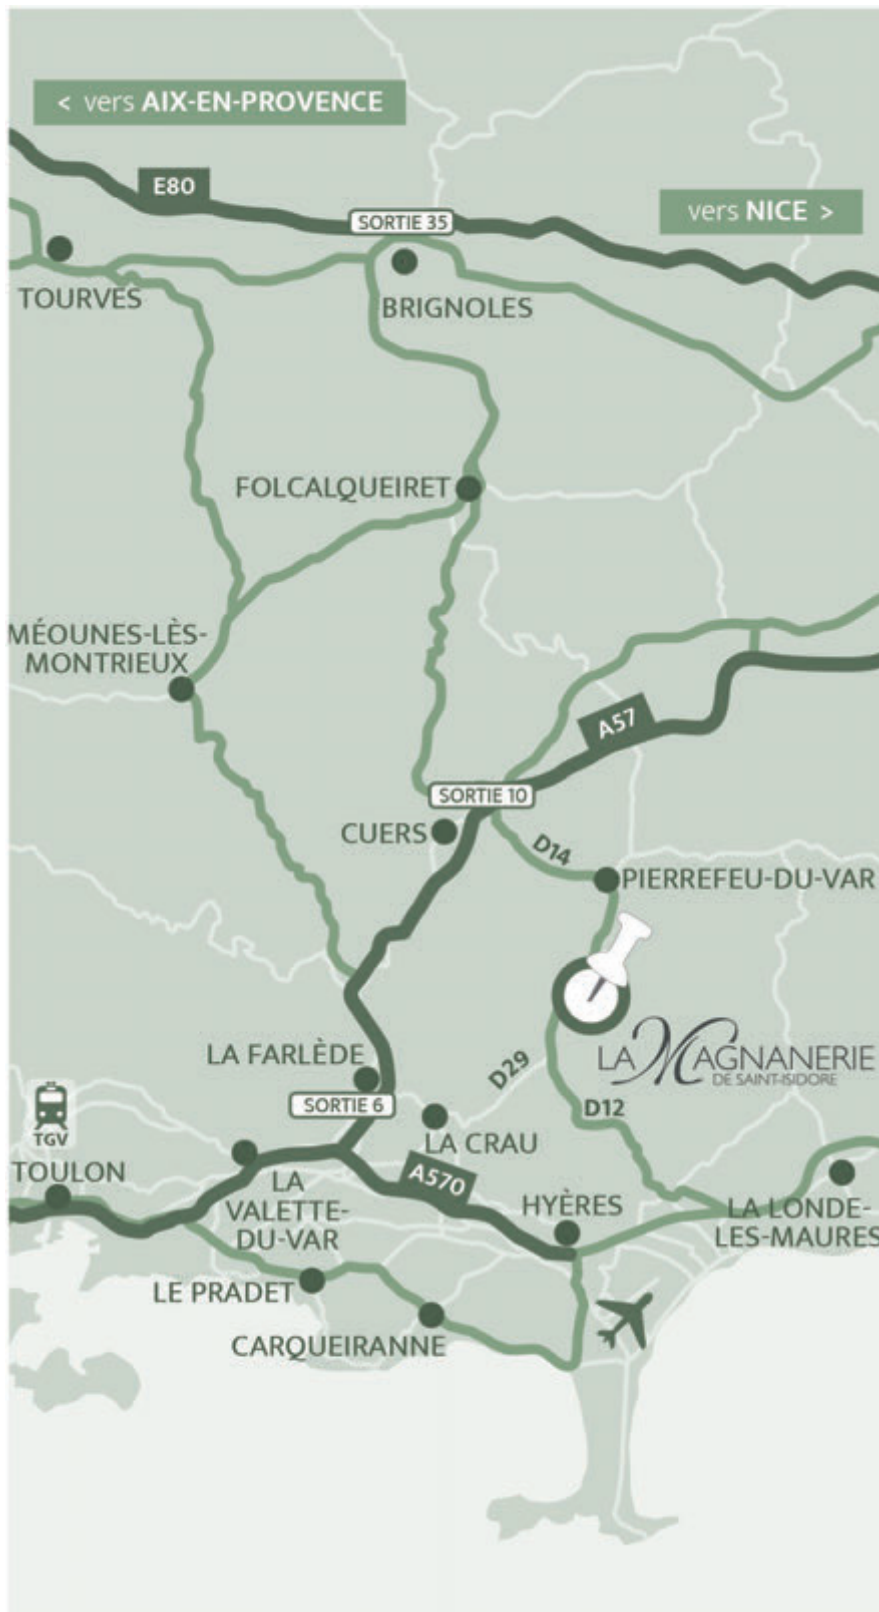 < vers AIX-EN-PROVENCE
E80
SORTIE 35
vers NICE >
TOURVES
BRIGNOLES
FOLCALQUEIRET
MÉOUNES-LÈS-
MONTRIEUX
A57
SORTIE 10
CUERS
D14
PIERREFEU-DU-VAR
LA MAGNANERIE
DE SAINT-ISIDORE
LA FARLÈDE
D29
SORTIE 6
D12
TGV
LA CRAU
TOULON
A570
LA
VALETTE-
DU-VAR
HYÈRES
LA LONDE-
LES-MAURES
LE PRADET
CARQUEIRANNE